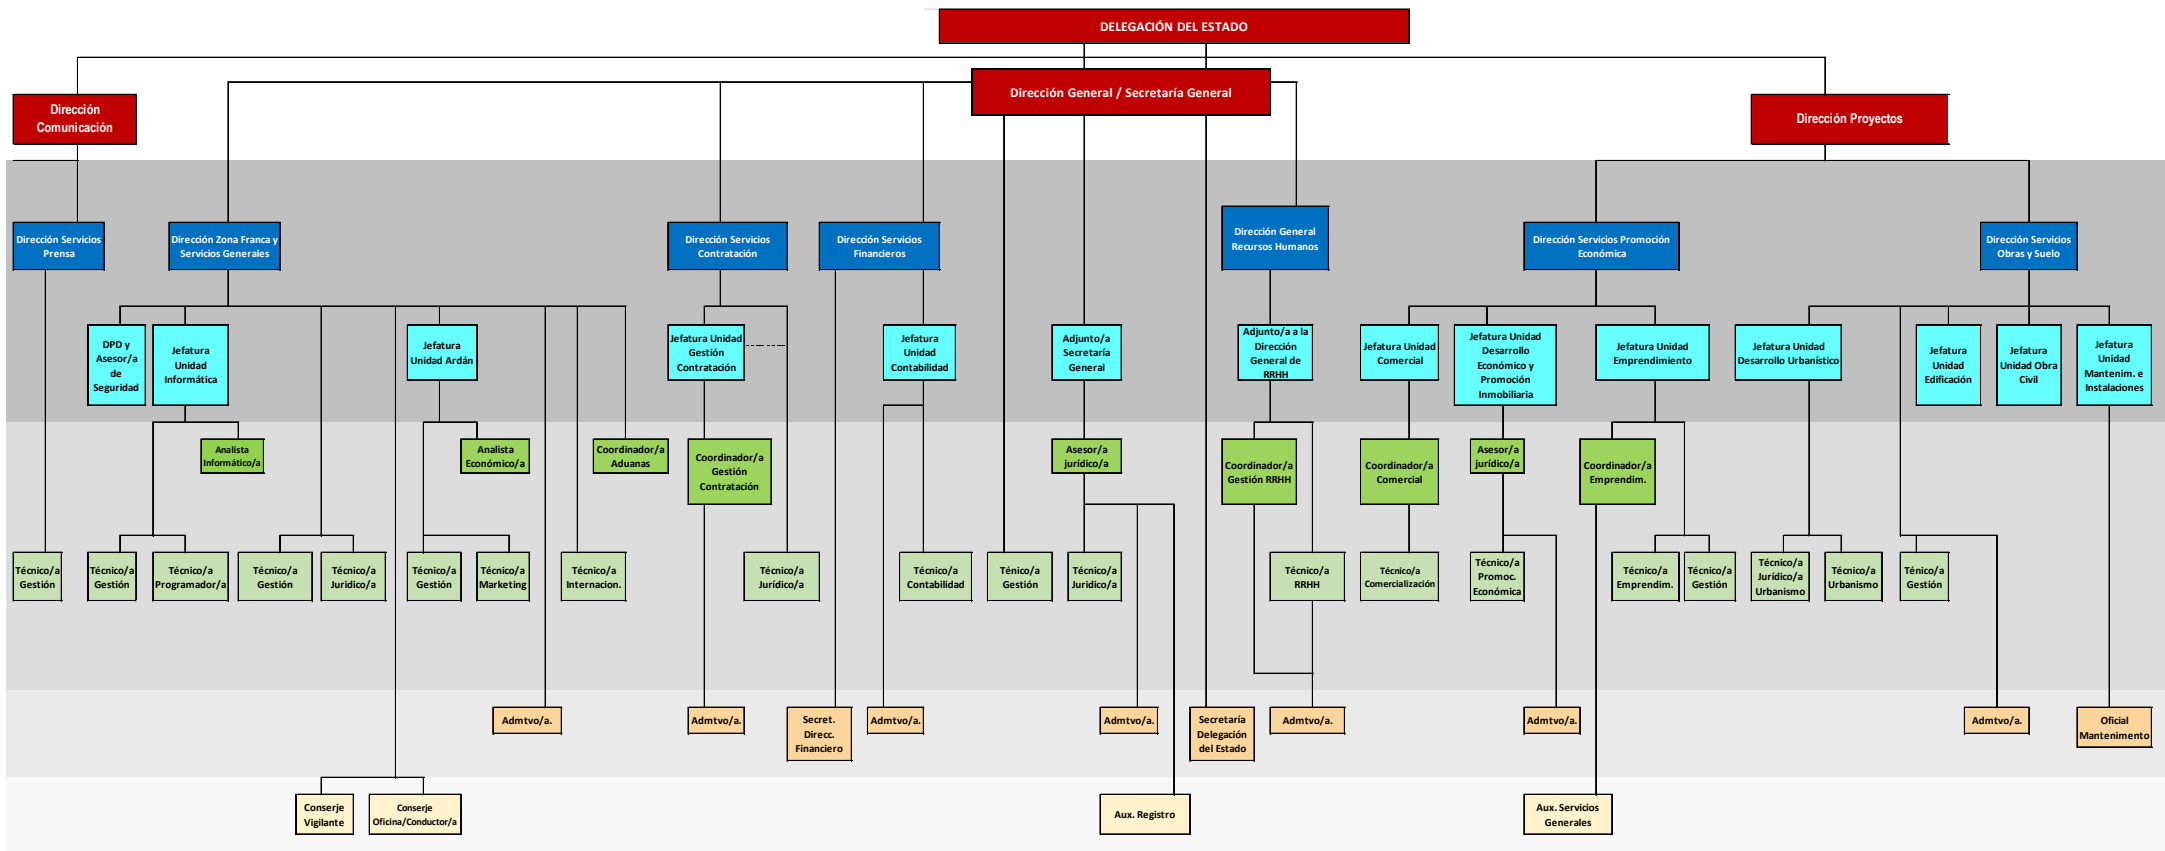 DELEGACIÓN DEL ESTADO
Dirección
Comunicación
Dirección General / Secretaría General
Dirección Proyectos
Dirección Servicios
Prensa
Dirección Zona Franca y
Servicios Generales
Dirección Servicios
Contratación
Dirección Servicios
Financieros
Dirección General
Recursos Humanos
Dirección Servicios Promoción
Económica
Dirección Servicios
Obras y Suelo
DPD y
Asesor/a
de
Seguridad
Jefatura
Unidad
Informática
Jefatura
Unidad Ardán
Jefatura Unidad
Gestión
Contratación
Jefatura
Unidad
Contabilidad
Adjunto/a
Secretaría
General
Adjunto/a a la
Dirección
General de
RRHH
Jefatura Unidad
Comercial
Jefatura Unidad
Desarrollo
Económico y
Promoción
Inmobiliaria
Jefatura Unidad
Emprendimiento
Jefatura Unidad
Desarrollo Urbanístico
Jefatura
Unidad
Edificación
Jefatura
Unidad Obra
Civil
Jefatura
Unidad
Mantenim. e
Instalaciones
Analista
Informático/a
Analista
Económico/a
Coordinador/a
Aduanas
Coordinador/a
Gestión
Contratación
Asesor/a
jurídico/a
Coordinador/a
Gestión RRHH
Coordinador/a
Comercial
Asesor/a
jurídico/a
Coordinador/a
Emprendim.
Técnico/a
Gestión
Técnico/a
Gestión
Técnico/a
Programador/a
Técnico/a
Gestión
Técnico/a
Juridico/a
Técnico/a
Gestión
Técnico/a
Marketing
Técnico/a
Internacion.
Técnico/a
Jurídico/a
Técnico/a
Contabilidad
Ténico/a
Gestión
Técnico/a
Juridico/a
Técnico/a
RRHH
Técnico/a
Comercialización
Técnico/a
Promoc.
Económica
Técnico/a
Emprendim.
Técnico/a
Gestión
Técnico/a
Jurídico/a
Urbanismo
Técnico/a
Urbanismo
Ténico/a
Gestión
Admtvo/a.
Admtvo/a.
Secret.
Direcc.
Financiero
Admtvo/a.
Admtvo/a.
Secretaría
Delegación
del Estado
Admtvo/a.
Admtvo/a.
Admtvo/a.
Oficial
Mantenimento
Conserje
Vigilante
Conserje
Oficina/Conductor/a
Aux. Registro
Aux. Servicios
Generales